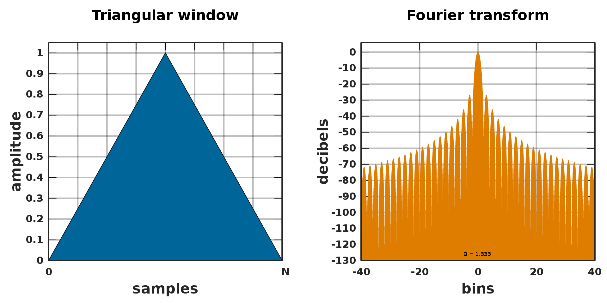 Triangular window
amplitude
1
0.9
0.8
0.7
0.6
0.5
0.4
0.3
0.2
0.1
0
0 N
samples
Fourier transform
decibels
0
-10
-20
-30
-40
-50
-60
-70
-80
-90
-100
-110
-120
-130
-40 -20 0 20 40
bins
B = 1.333